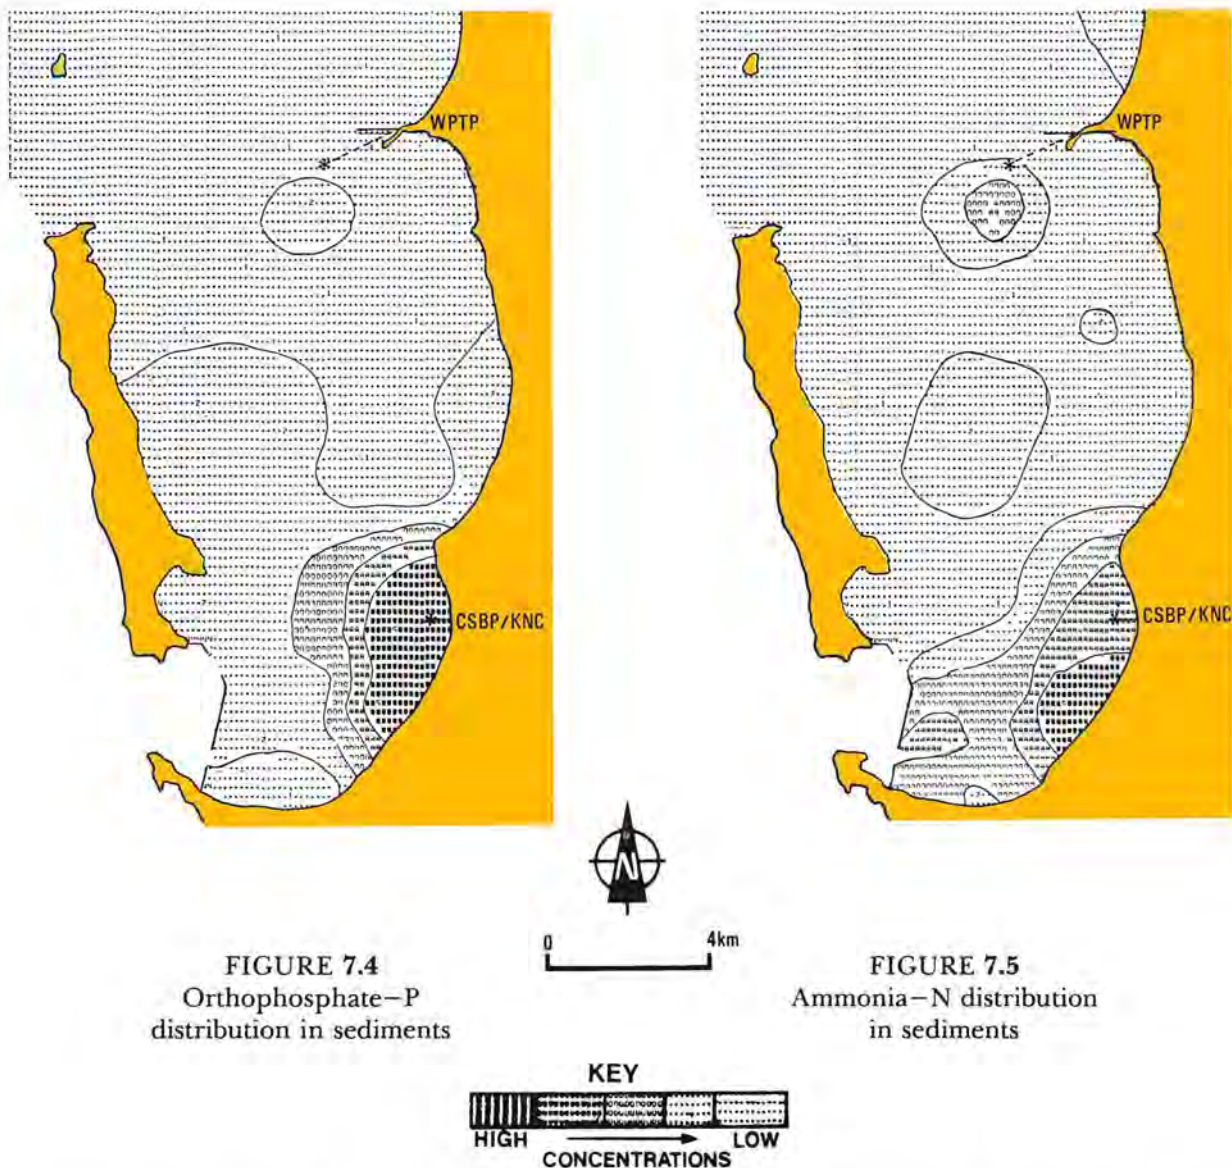 WPTP
CSBP/KNC
WPTP
CSBP/KNC
N
0 4km
FIGURE 7.4
Orthophosphate–P
distribution in sediments
FIGURE 7.5
Ammonia–N distribution
in sediments
KEY
HIGH LOW
CONCENTRATIONS